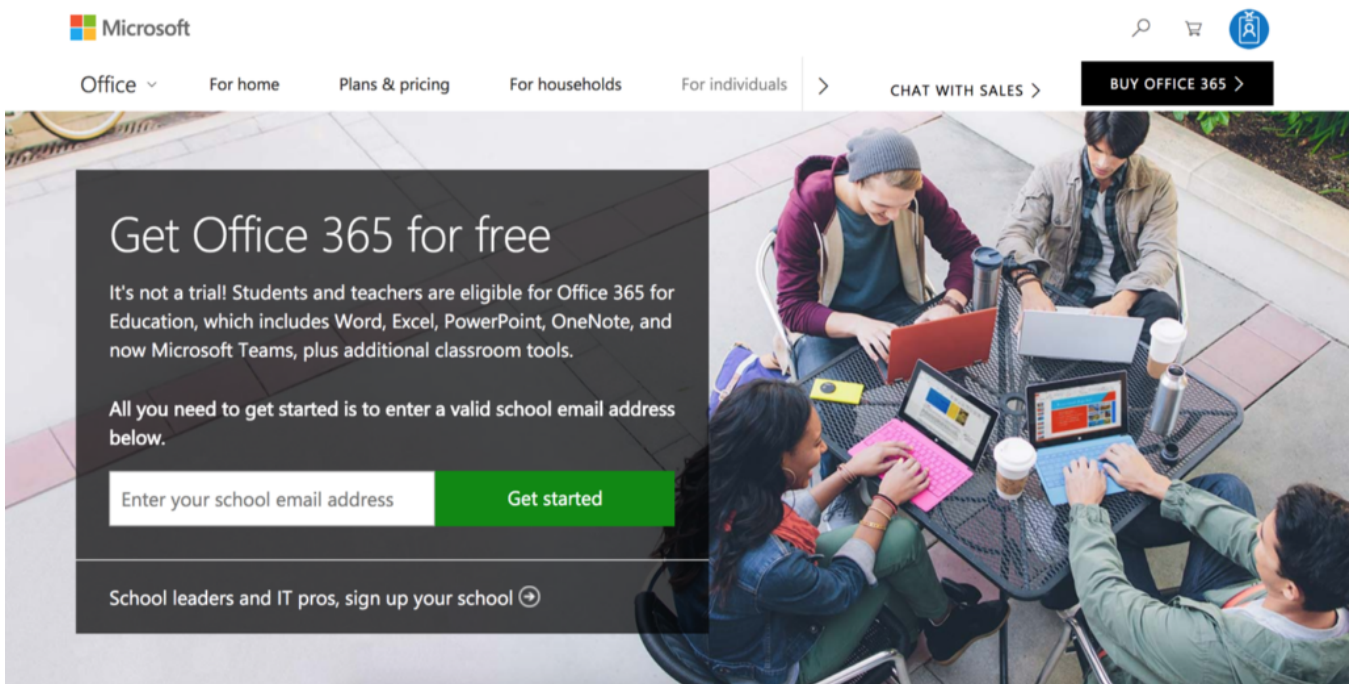 Microsoft
Office
For home
Plans & pricing
For households
For individuals
CHAT WITH SALES
BUY OFFICE 365
Get Office 365 for free
It's not a trial! Students and teachers are eligible for Office 365 for
Education, which includes Word, Excel, PowerPoint, OneNote, and
now Microsoft Teams, plus additional classroom tools.
All you need to get started is to enter a valid school email address
below.
Enter your school email address
Get started
School leaders and IT pros, sign up your school